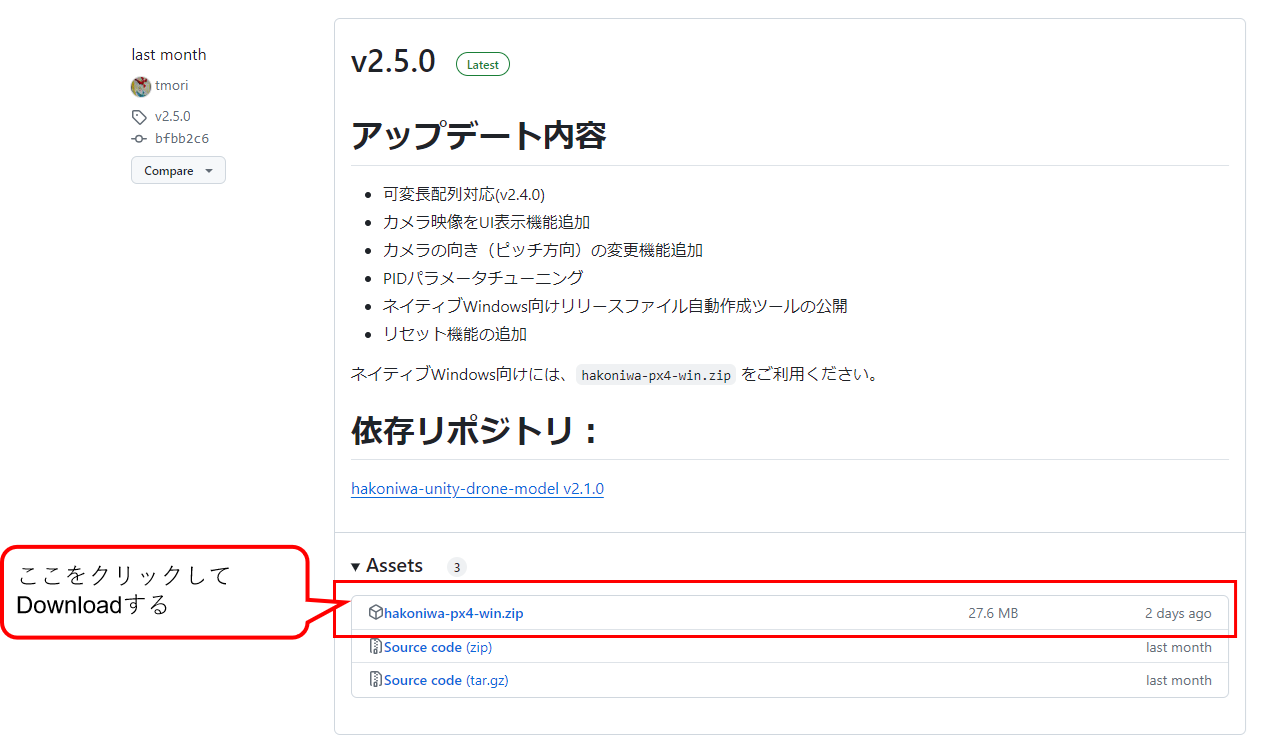 last month
tmori
v2.5.0
bfbb2c6
Compare
v2.5.0 Latest
アップデート内容
可変長配列対応(v2.4.0)
カメラ映像をUI表示機能追加
カメラの向き（ピッチ方向）の変更機能追加
PIDパラメータチューニング
ネイティブWindows向けリリースファイル自動作成ツールの公開
リセット機能の追加
ネイティブWindows向けには、 hakoniwa-px4-win.zip をご利用ください。
依存リポジトリ：
hakoniwa-unity-drone-model v2.1.0
ここをクリックして
Downloadする
Assets 3
hakoniwa-px4-win.zip 27.6 MB 2 days ago
Source code (zip) last month
Source code (tar.gz) last month